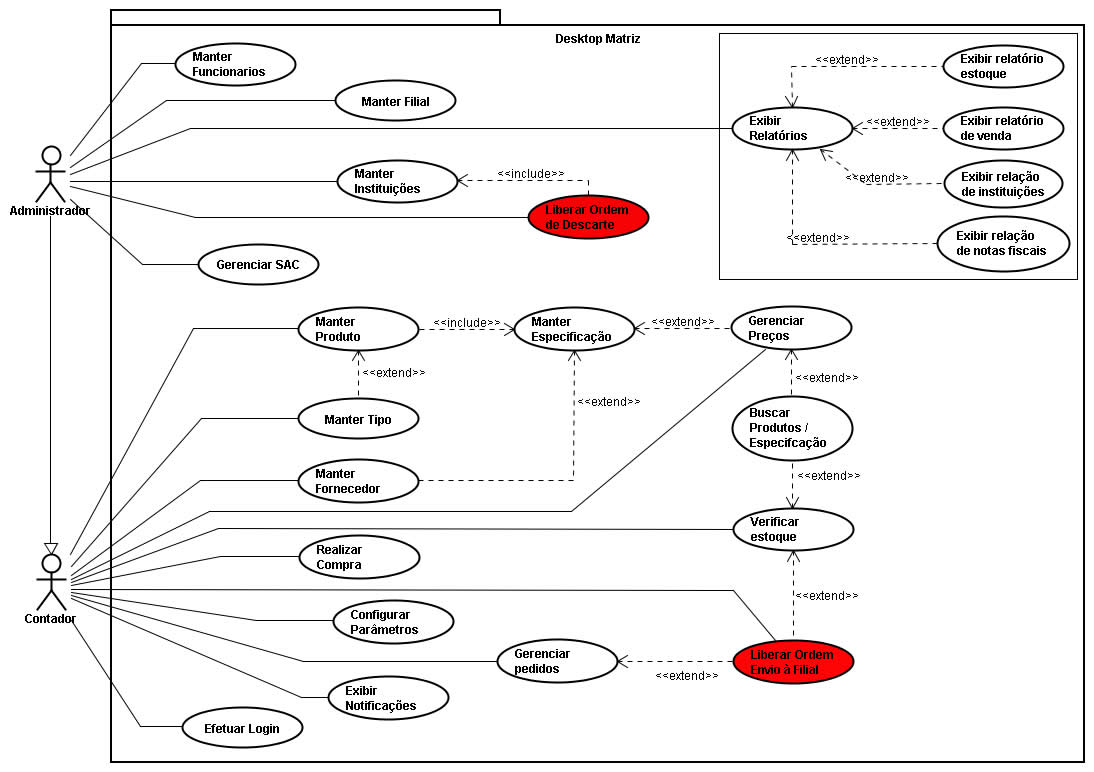 Desktop Matriz
Manter
Funcionarios
Manter Filial
Exibir
Relatórios
<<extend>>
Exibir relatório
estoque
<<extend>>
Exibir relatório
de venda
<<extend>>
Exibir relação
de instituições
<<extend>>
Exibir relação
de notas fiscais
Administrador
Manter
Instituições
<<include>>
Liberar Ordem
de Descarte
Gerenciar SAC
Manter
Produto
<<include>>
Manter
Especificação
<<extend>>
Gerenciar
Preços
<<extend>>
<<extend>>
<<extend>>
Manter Tipo
Buscar
Produtos /
Especifcação
Manter
Fornecedor
<<extend>>
Verificar
estoque
Realizar
Compra
Contador
<<extend>>
Configurar
Parâmetros
Gerenciar
pedidos
<<extend>>
Liberar Ordem
Envio à Filial
Exibir
Notificações
Efetuar Login